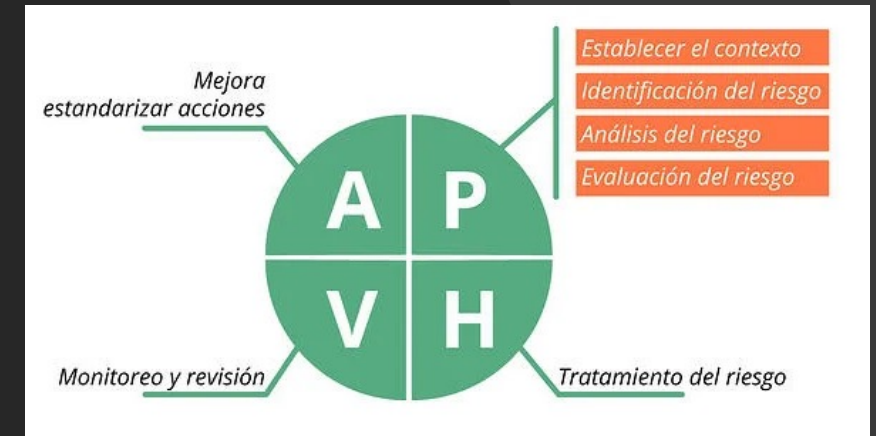 Mejora
estandarizar acciones
A
P
V
H
Establecer el contexto
Identificación del riesgo
Análisis del riesgo
Evaluación del riesgo
Monitoreo y revisión
Tratamiento del riesgo